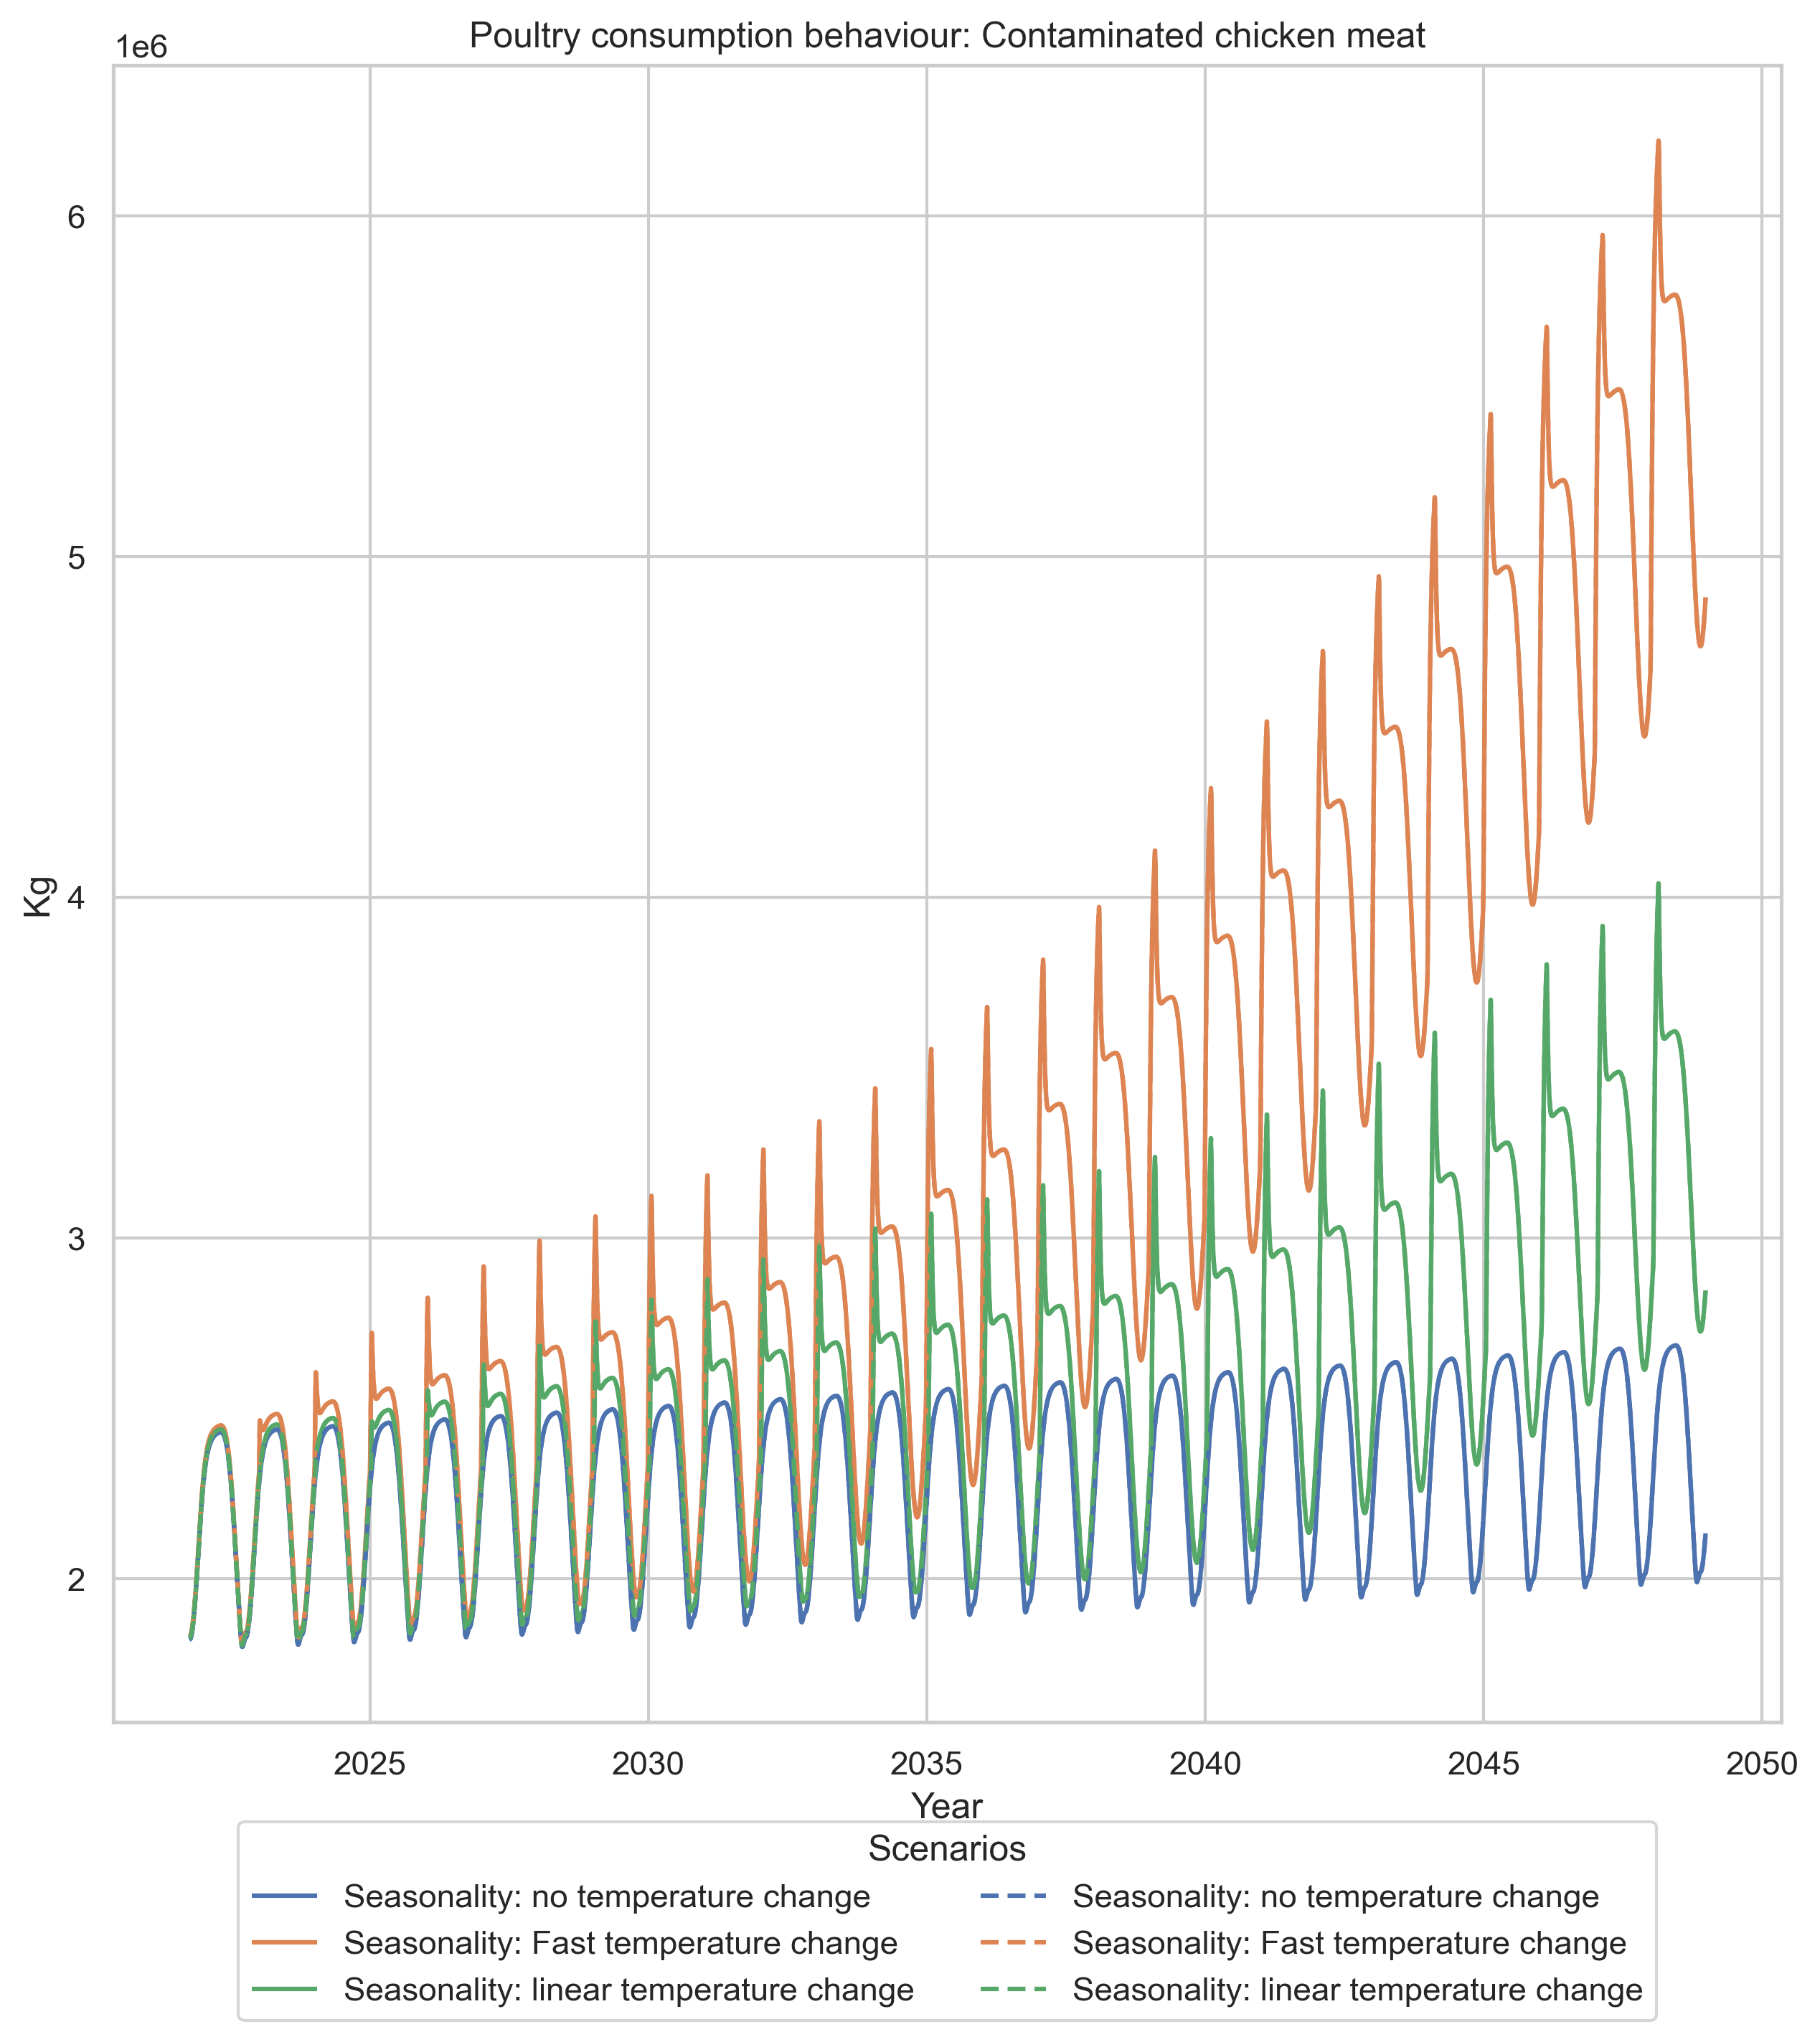 Poultry consumption behaviour: Contaminated chicken meat
1e6
6
5
4
3
2
Kg
2025 2030 2035 2040 2045 2050
Year
Scenarios
Seasonality: no temperature change Seasonality: no temperature change
Seasonality: Fast temperature change Seasonality: Fast temperature change
Seasonality: linear temperature change Seasonality: linear temperature change